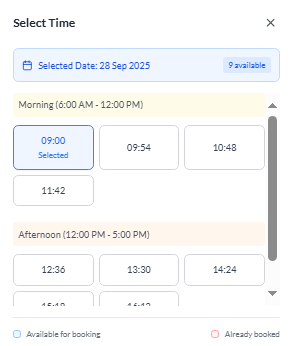 Select Time
Selected Date: 28 Sep 2025 9 available
Morning (6:00 AM - 12:00 PM)
09:00 09:54 10:48
Selected
11:42
Afternoon (12:00 PM - 5:00 PM)
12:36 13:30 14:24
Available for booking Already booked